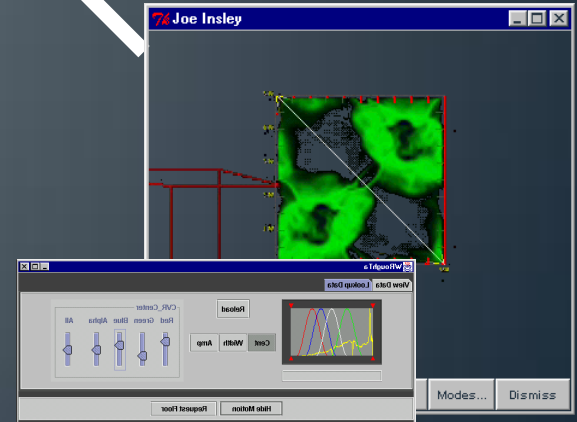 Joe Insley
WRoughTa
View Data Lookup Data
Reload
CVR_Center
Red Green Blue Alpha All
Cent Width Amp
Hide Motion Request Floor
Modes... Dismiss